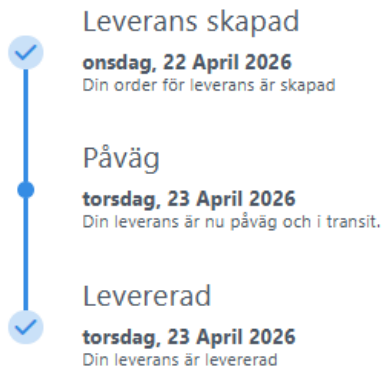 Leverans skapad
onsdag, 22 April 2026
Din order för leverans är skapad
Påväg
torsdag, 23 April 2026
Din leverans är nu påväg och i transit.
Levererad
torsdag, 23 April 2026
Din leverans är levererad